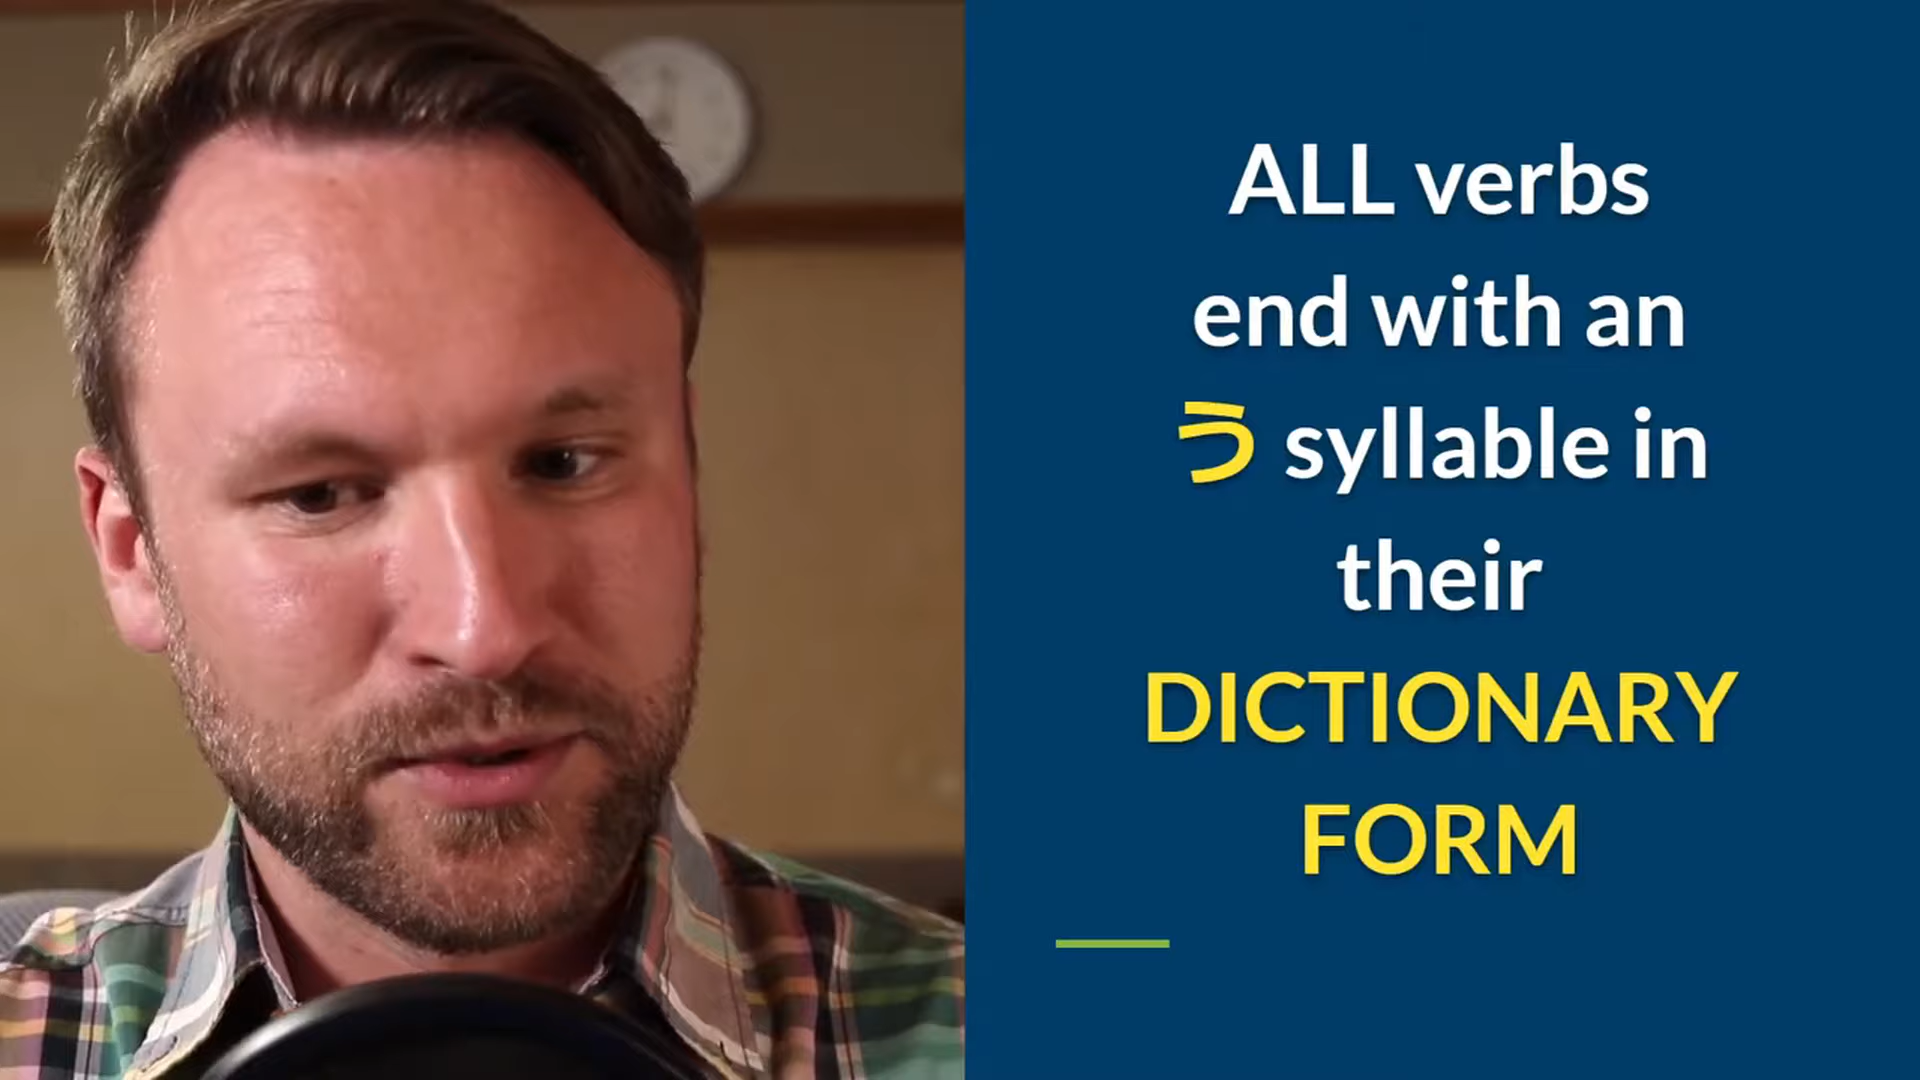 ALL verbs
end with an
う syllable in
their
DICTIONARY
FORM